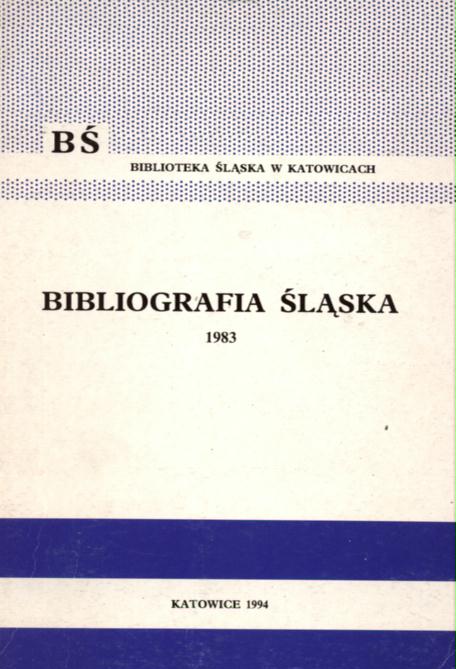 BŚ
BIBLIOTEKA ŚLĄSKA W KATOWICACH
BIBLIOGRAFIA ŚLĄSKA
1983
KATOWICE 1994